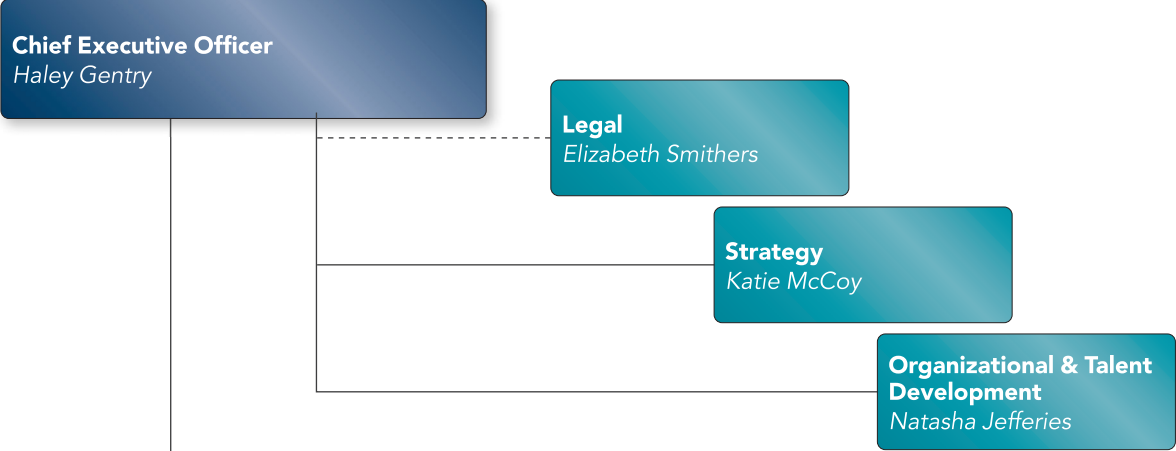 Chief Executive Officer
Haley Gentry
Legal
Elizabeth Smithers
Strategy
Katie McCoy
Organizational & Talent
Development
Natasha Jefferies